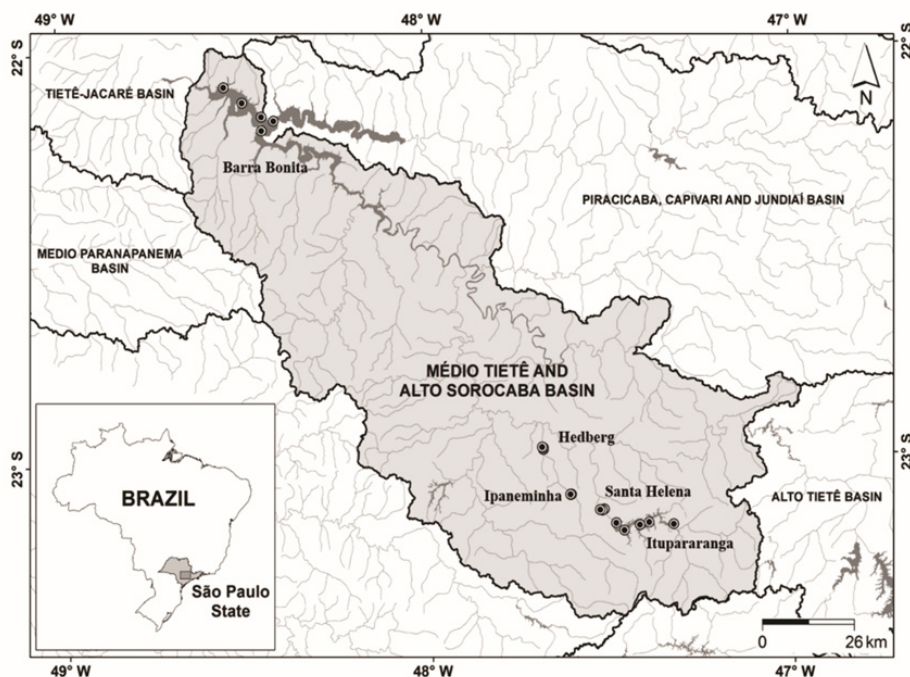 49° W
48° W
47° W
22° S
22° S
TIETÊ-JACARÉ BASIN
N
Barra Bonita
PIRACICABA, CAPIVARI AND JUNDIAÍ BASIN
MEDIO PARANAPANEMA
BASIN
MÉDIO TIETÊ AND
ALTO SOROCABA BASIN
Hedberg
23° S
23° S
Ipaneminha
Santa Helena
ALTO TIETÊ BASIN
Itupararanga
BRAZIL
São Paulo
State
0
26 km
49° W
48° W
47° W